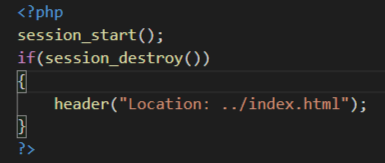 <?php
session_start();
if(session_destroy())
{
    header("Location: ../index.html");
}
?>